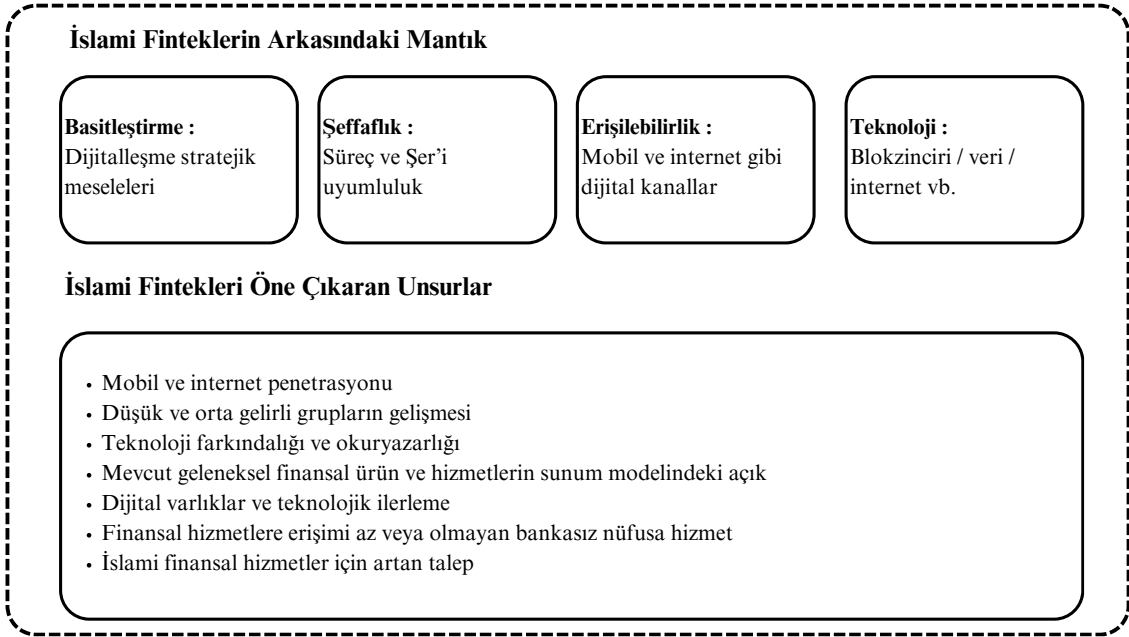 İslami Finteklerin Arkasındaki Mantık
Basitleştirme :
Dijitalleşme stratejik
meseleleri
Şeffaflık :
Süreç ve Şer’i
uyumluluk
Erişilebilirlik :
Mobil ve internet gibi
dijital kanallar
Teknoloji :
Blokzinciri / veri /
internet vb.
İslami Fintekleri Öne Çıkaran Unsurlar
• Mobil ve internet penetrasyonu
• Düşük ve orta gelirli grupların gelişmesi
• Teknoloji farkındalığı ve okuryazarlığı
• Mevcut geleneksel finansal ürün ve hizmetlerin sunum modelindeki açık
• Dijital varlıklar ve teknolojik ilerleme
• Finansal hizmetlere erişimi az veya olmayan bankasız nüfusa hizmet
• İslami finansal hizmetler için artan talep